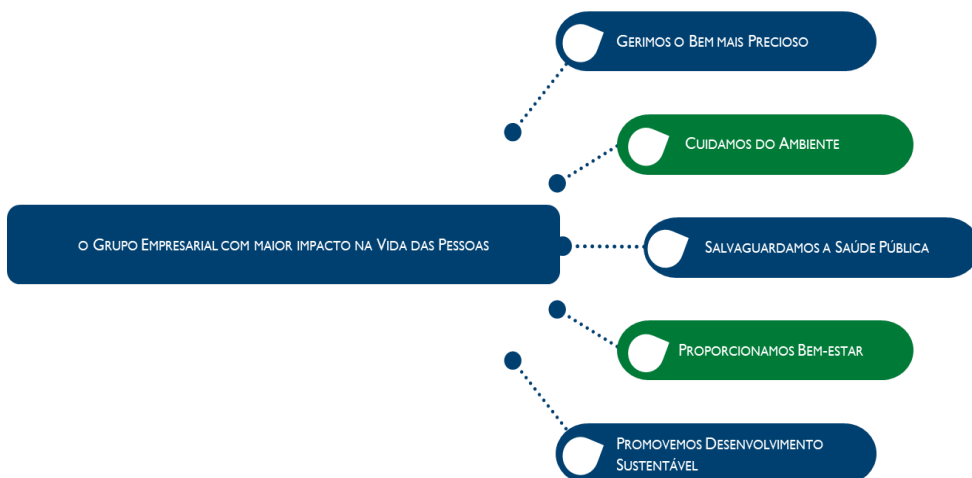 Gerimos o Bem mais Precioso
Cuidamos do Ambiente
o Grupo Empresarial com maior impacto na Vida das Pessoas
Salvaguardamos a Saúde Pública
Proporcionamos Bem-estar
Promovemos Desenvolvimento
Sustentável